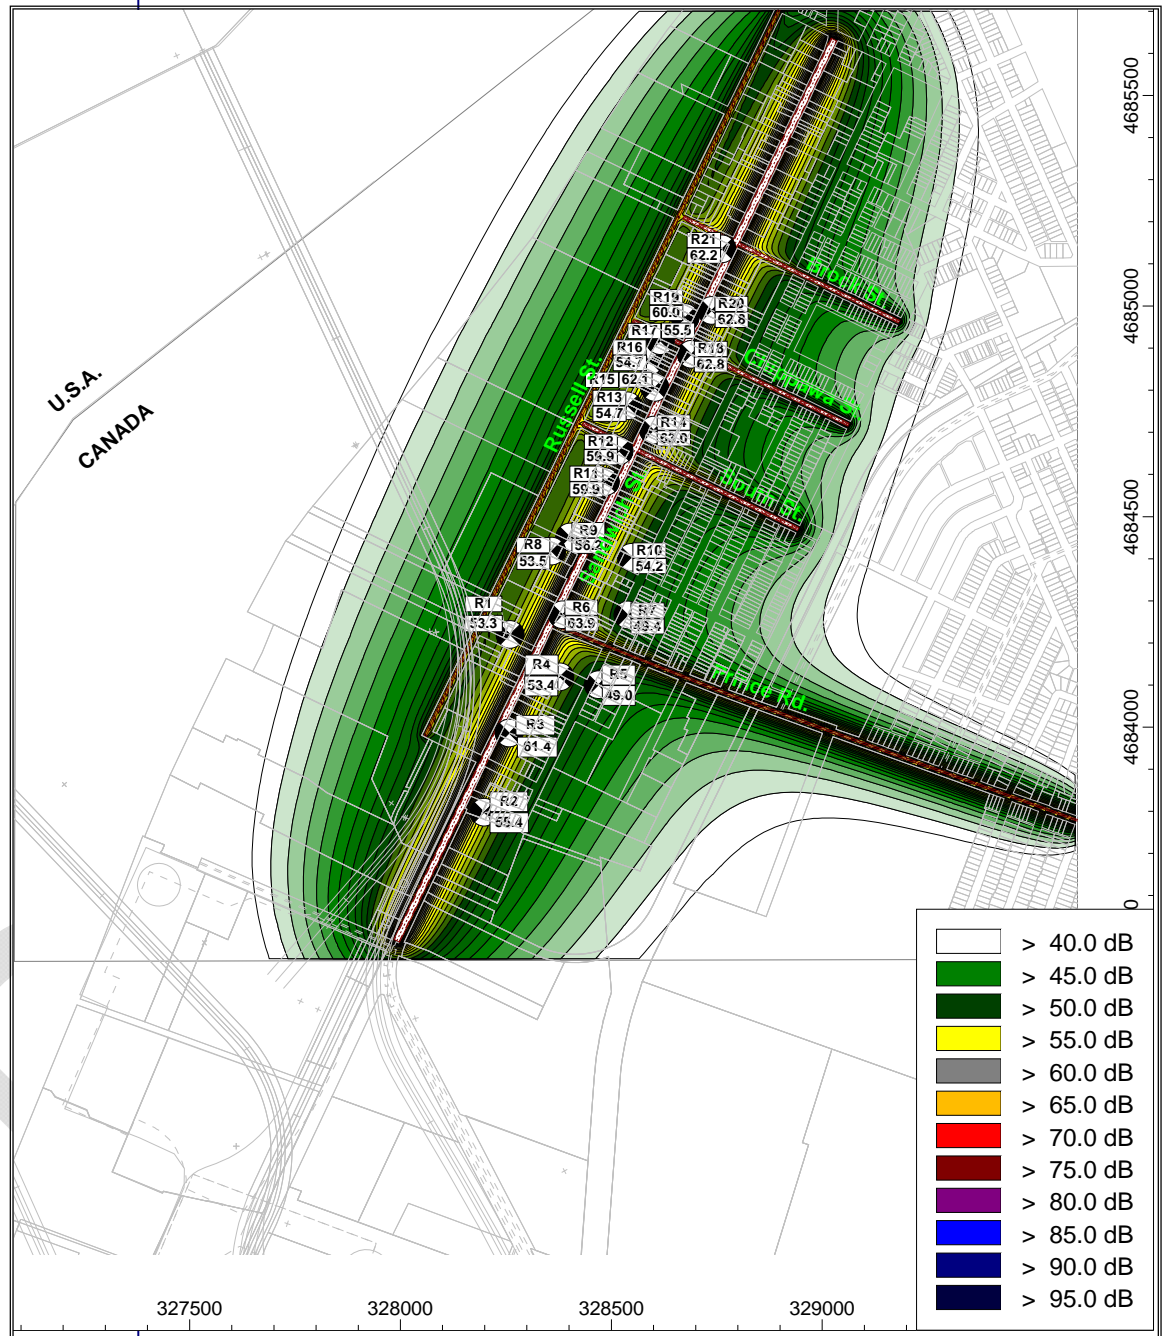 4685500
R21
62.2
Brock St.
R19
60.0
R20
62.8
4685000
R17 55.5
R16
54.7
R18
62.8
Chippawa St.
U.S.A.
R15
R13
54.7
CANADA
Russell St.
R14
63.0
R12
59.9
R11
59.9
South St.
4684500
R9
56.2
R8
53.5
R10
54.2
Sandwich St.
R1
53.3
R6
63.9
R7
R4
53.4
R5
49.0
Prince Rd.
R3
61.4
4684000
R2
55.4
0
> 40.0 dB
> 45.0 dB
> 50.0 dB
> 55.0 dB
> 60.0 dB
> 65.0 dB
> 70.0 dB
> 75.0 dB
> 80.0 dB
> 85.0 dB
> 90.0 dB
> 95.0 dB
327500 328000 328500 329000